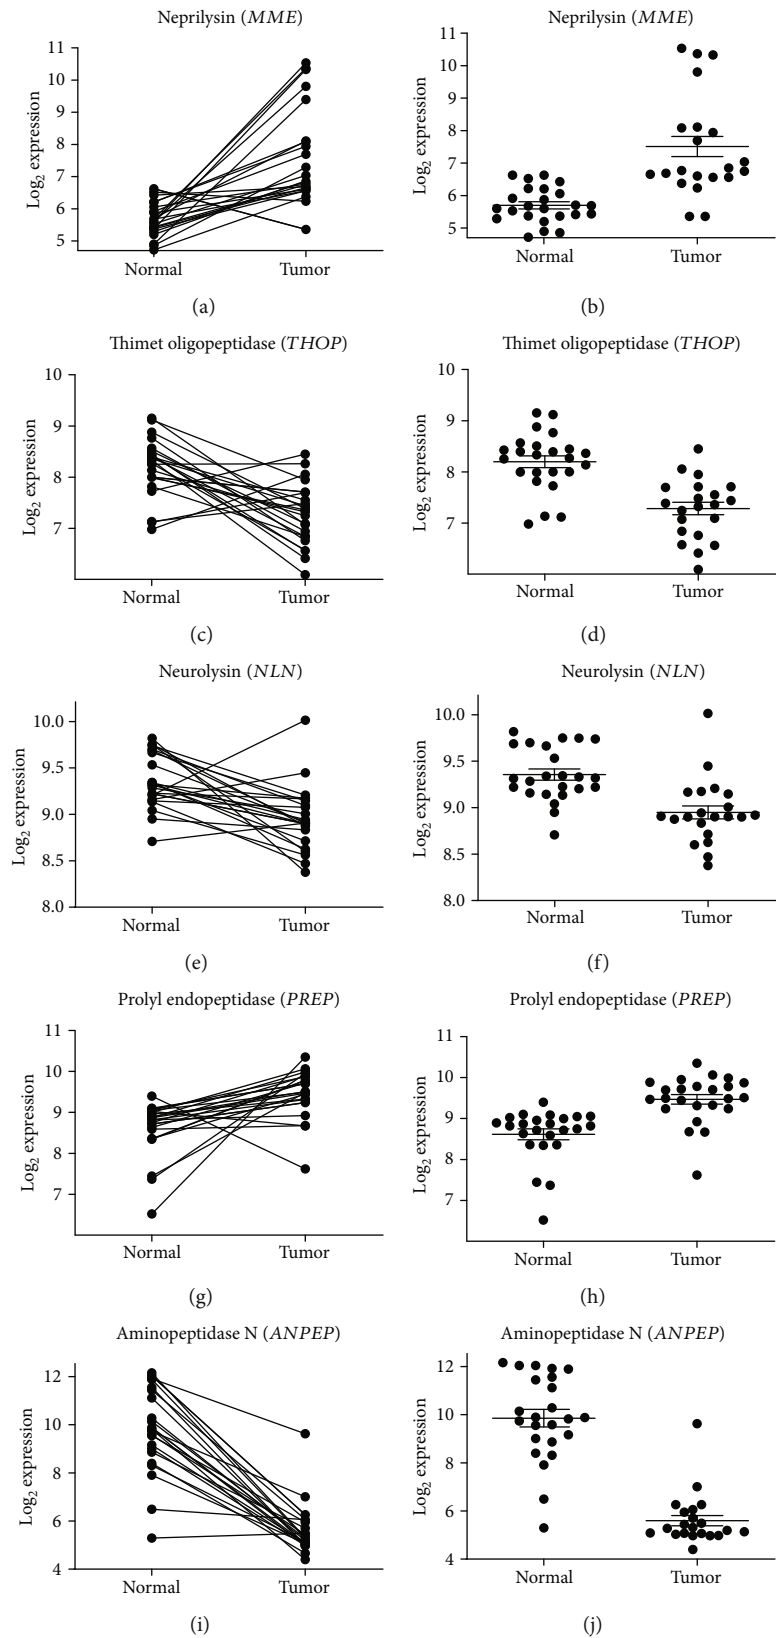 Neprilysin (MME)
Log2 expression
11
10
9
8
7
6
5
Normal
Tumor
(a)
Neprilysin (MME)
Log2 expression
11
10
9
8
7
6
5
Normal
Tumor
(b)
Thimet oligopeptidase (THOP)
Log2 expression
10
9
8
7
Normal
Tumor
(c)
Thimet oligopeptidase (THOP)
Log2 expression
10
9
8
7
Normal
Tumor
(d)
Neurolysin (NLN)
Log2 expression
10.0
9.5
9.0
8.5
8.0
Normal
Tumor
(e)
Neurolysin (NLN)
Log2 expression
10.0
9.5
9.0
8.5
8.0
Normal
Tumor
(f)
Prolyl endopeptidase (PREP)
Log2 expression
11
10
9
8
7
Normal
Tumor
(g)
Prolyl endopeptidase (PREP)
Log2 expression
11
10
9
8
7
Normal
Tumor
(h)
Aminopeptidase N (ANPEP)
Log2 expression
12
10
8
6
4
Normal
Tumor
(i)
Aminopeptidase N (ANPEP)
Log2 expression
12
10
8
6
4
Normal
Tumor
(j)